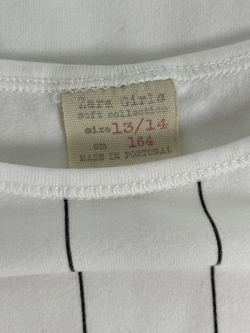 Zara Girls
soft collection
size 13/14
cm 164
MADE IN PORTUGAL